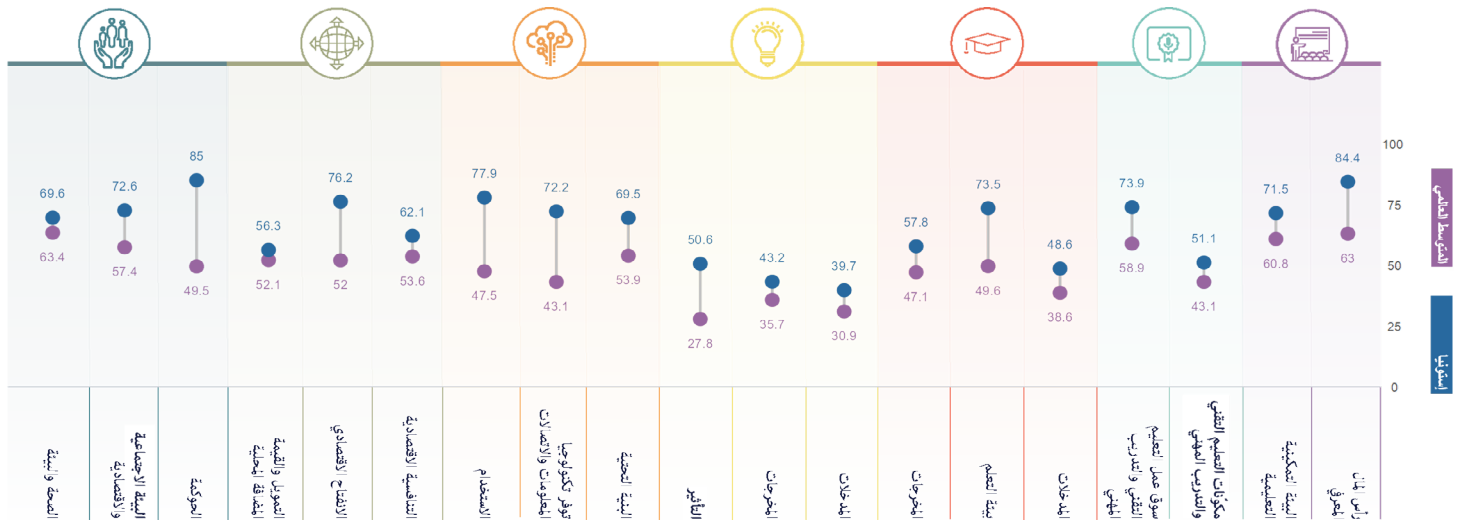 100
75
50
25
0
المتوسط العالمي
إستونيا
84.4
63
71.5
60.8
51.1
43.1
73.9
58.9
48.6
38.6
73.5
49.6
57.8
47.1
39.7
30.9
43.2
35.7
50.6
27.8
69.5
53.9
72.2
43.1
77.9
47.5
62.1
53.6
76.2
52
56.3
52.1
85
49.5
72.6
57.4
69.6
63.4
رأس المال
المعرفي
البيئة التمكينية
التعليمية
مكوّنات التعليم التقني
والتدريب المهني
سوق عمل التعليم
التقني والتدريب
المهني
المدخلات
بيئة التعلم
المخرجات
المدخلات
المخرجات
التأثير
البنية التحتية
توفر تكنولوجيا
المعلومات والاتصالات
الاستخدام
التنافسية الاقتصادية
الانفتاح الاقتصادي
التمويل والقيمة
المضافة المحلية
الحوكمة
البيئة الاجتماعية
والاقتصادية
الصحة والبيئة